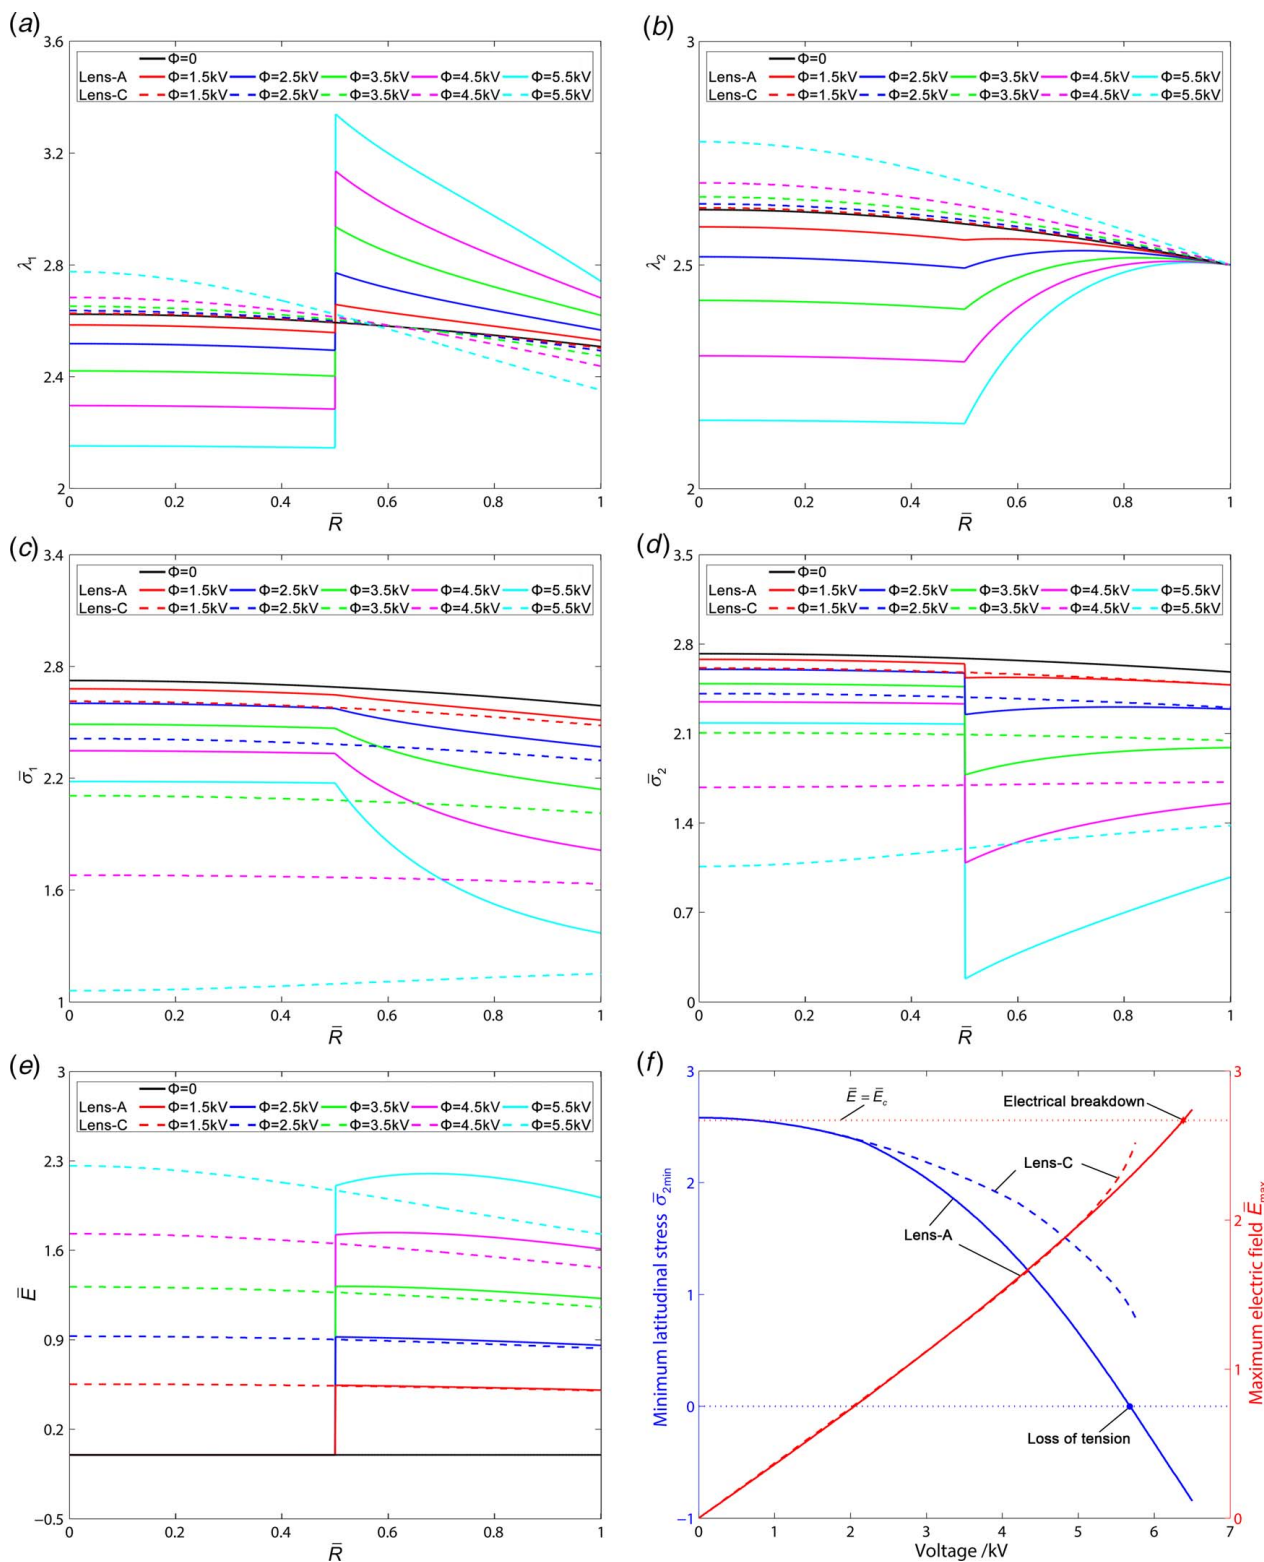 (a)
3.6
Φ=0
Lens-A Φ=1.5kV Φ=2.5kV Φ=3.5kV Φ=4.5kV Φ=5.5kV
Lens-C Φ=1.5kV Φ=2.5kV Φ=3.5kV Φ=4.5kV Φ=5.5kV
3.2
2.8
λ₁
2.4
2
0 0.2 0.4 0.6 0.8 1
R̄
(b)
3
Φ=0
Lens-A Φ=1.5kV Φ=2.5kV Φ=3.5kV Φ=4.5kV Φ=5.5kV
Lens-C Φ=1.5kV Φ=2.5kV Φ=3.5kV Φ=4.5kV Φ=5.5kV
2.5
λ₂
2
0 0.2 0.4 0.6 0.8 1
R̄
(c)
3.4
Φ=0
Lens-A Φ=1.5kV Φ=2.5kV Φ=3.5kV Φ=4.5kV Φ=5.5kV
Lens-C Φ=1.5kV Φ=2.5kV Φ=3.5kV Φ=4.5kV Φ=5.5kV
2.8
σ̄₁
2.2
1.6
1
0 0.2 0.4 0.6 0.8 1
R̄
(d)
3.5
Φ=0
Lens-A Φ=1.5kV Φ=2.5kV Φ=3.5kV Φ=4.5kV Φ=5.5kV
Lens-C Φ=1.5kV Φ=2.5kV Φ=3.5kV Φ=4.5kV Φ=5.5kV
2.8
2.1
σ̄₂
1.4
0.7
0
0 0.2 0.4 0.6 0.8 1
R̄
(e)
3
Φ=0
Lens-A Φ=1.5kV Φ=2.5kV Φ=3.5kV Φ=4.5kV Φ=5.5kV
Lens-C Φ=1.5kV Φ=2.5kV Φ=3.5kV Φ=4.5kV Φ=5.5kV
2.3
1.6
Ē
0.9
0.2
−0.5
0 0.2 0.4 0.6 0.8 1
R̄
(f)
3 3
Ē = Ē_c
Electrical breakdown
Lens-C
2 2
Lens-A
Minimum latitudinal stress σ̄₂min
Maximum electric field Ēmax
1 1
0
Loss of tension
−1 0
0 1 2 3 4 5 6 7
Voltage /kV